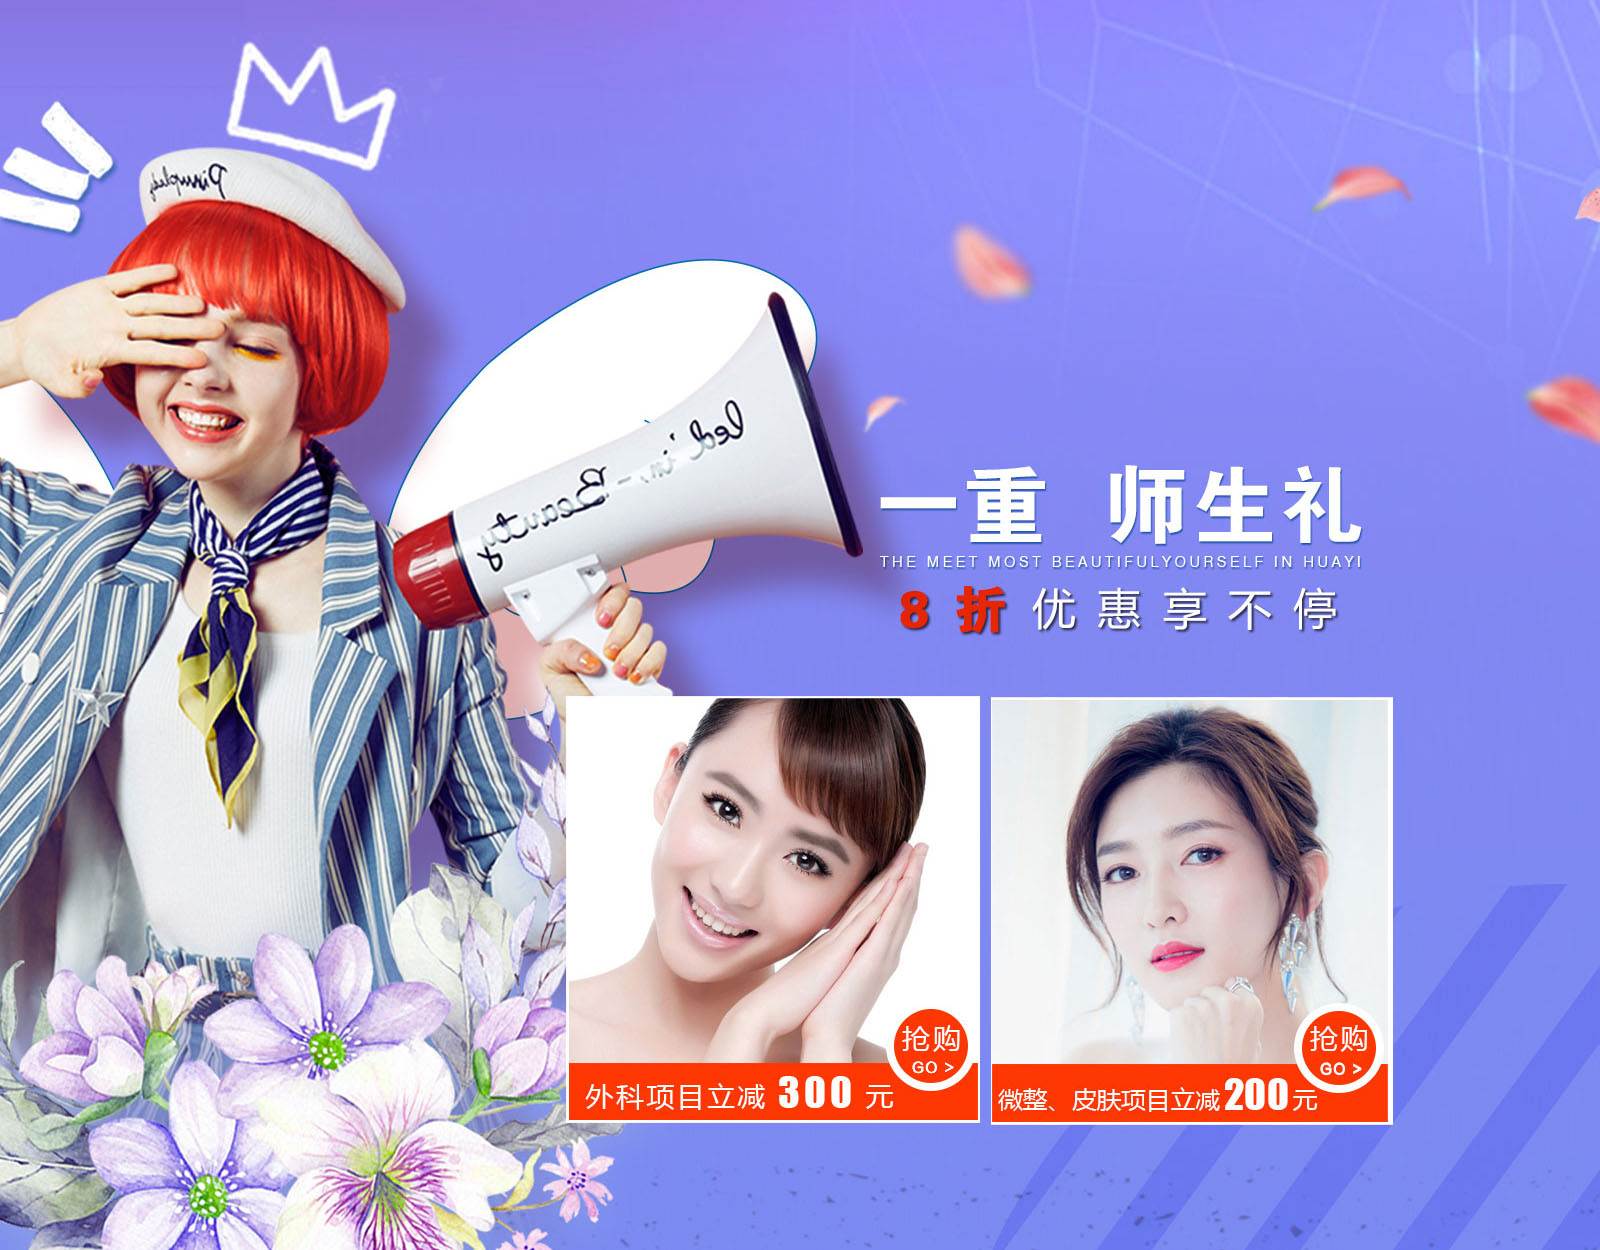 Dimpledy
led in, - Beauty
一重 师生礼
THE MEET MOST BEAUTIFULYOURSELF IN HUAYI
8折优惠享不停
抢购
GO >
外科项目立减 300 元
抢购
GO >
微整、皮肤项目立减200元